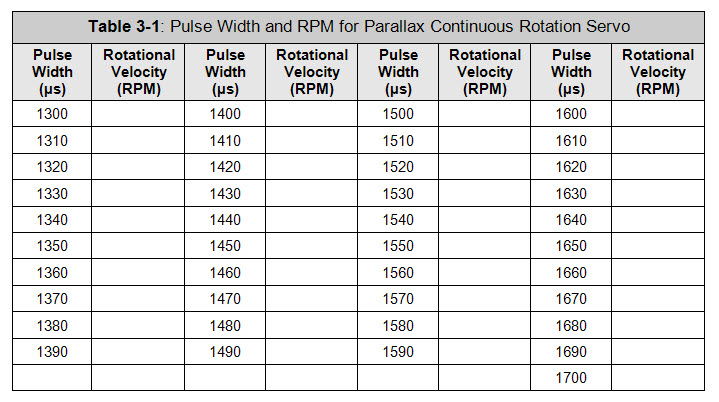 Table 3-1: Pulse Width and RPM for Parallax Continuous Rotation Servo
Pulse Width (µs) Rotational Velocity (RPM) Pulse Width (µs) Rotational Velocity (RPM) Pulse Width (µs) Rotational Velocity (RPM) Pulse Width (µs) Rotational Velocity (RPM)
1300 1400 1500 1600
1310 1410 1510 1610
1320 1420 1520 1620
1330 1430 1530 1630
1340 1440 1540 1640
1350 1450 1550 1650
1360 1460 1560 1660
1370 1470 1570 1670
1380 1480 1580 1680
1390 1490 1590 1690
1700